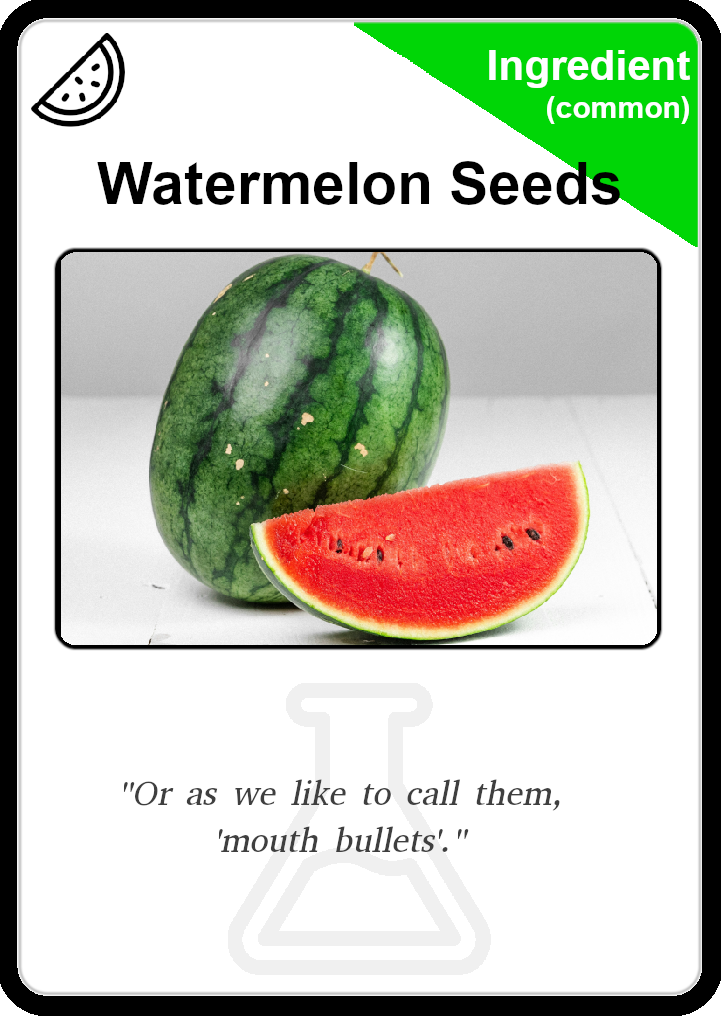 Ingredient
(common)
Watermelon Seeds
"Or as we like to call them,
'mouth bullets'."